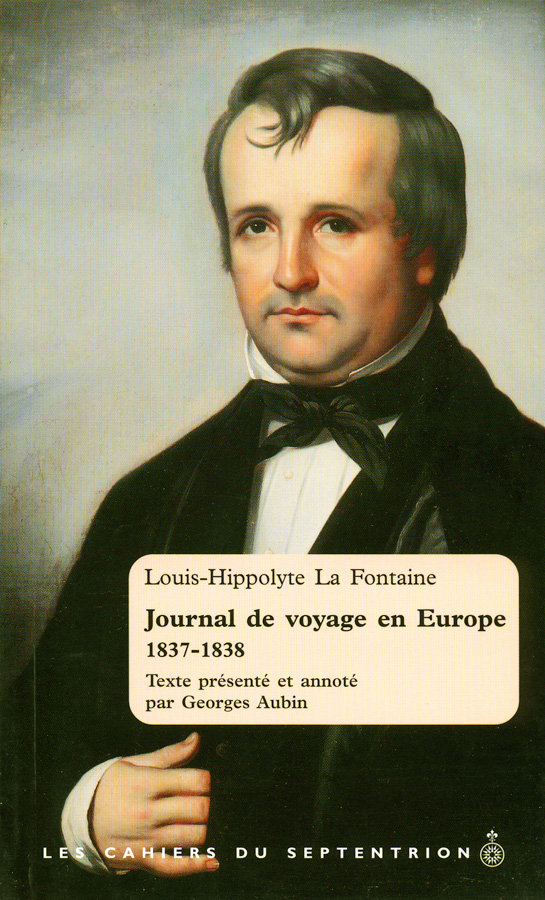 Louis-Hippolyte La Fontaine
Journal de voyage en Europe
1837-1838
Texte présenté et annoté
par Georges Aubin
LES CAHIERS DU SEPTENTRION